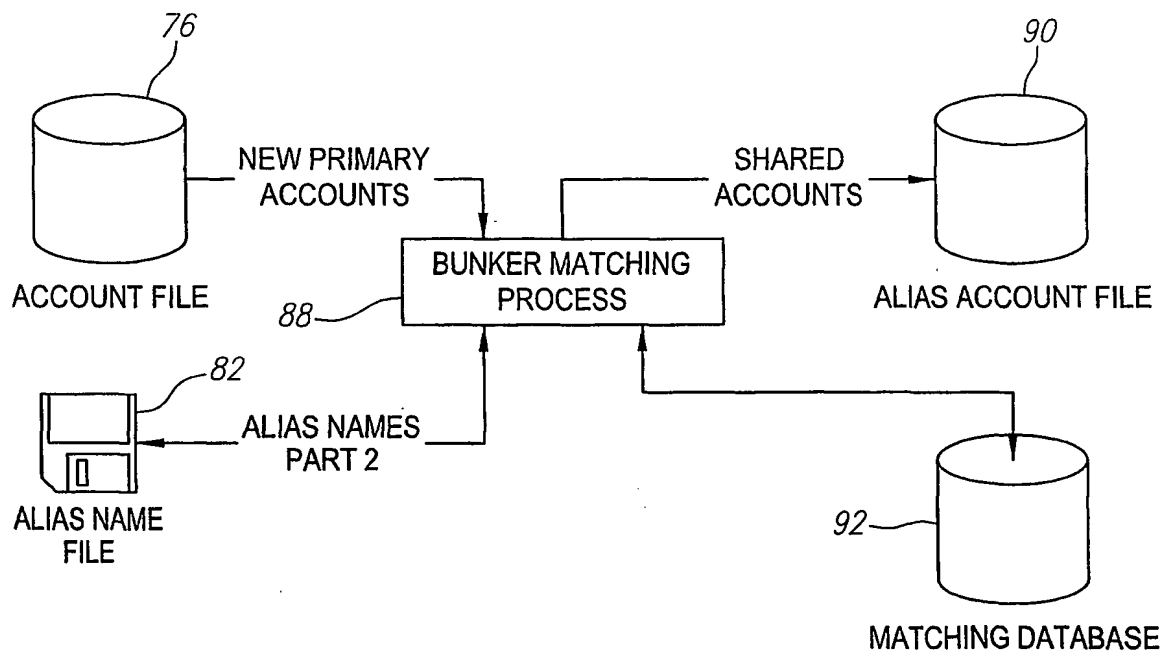 76
90
NEW PRIMARY
ACCOUNTS
SHARED
ACCOUNTS
ACCOUNT FILE
BUNKER MATCHING
PROCESS
ALIAS ACCOUNT FILE
88
82
ALIAS NAMES
PART 2
ALIAS NAME
FILE
92
MATCHING DATABASE